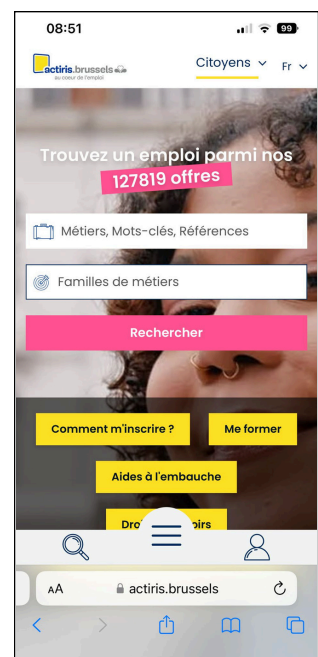 08:51
99
actiris.brussels
au coeur de l'emploi
Citoyens
Fr
Trouvez un emploi parmi nos
127819 offres
Métiers, Mots-clés, Références
Familles de métiers
Rechercher
Comment m'inscrire ?
Me former
Aides à l'embauche
AA
actiris.brussels